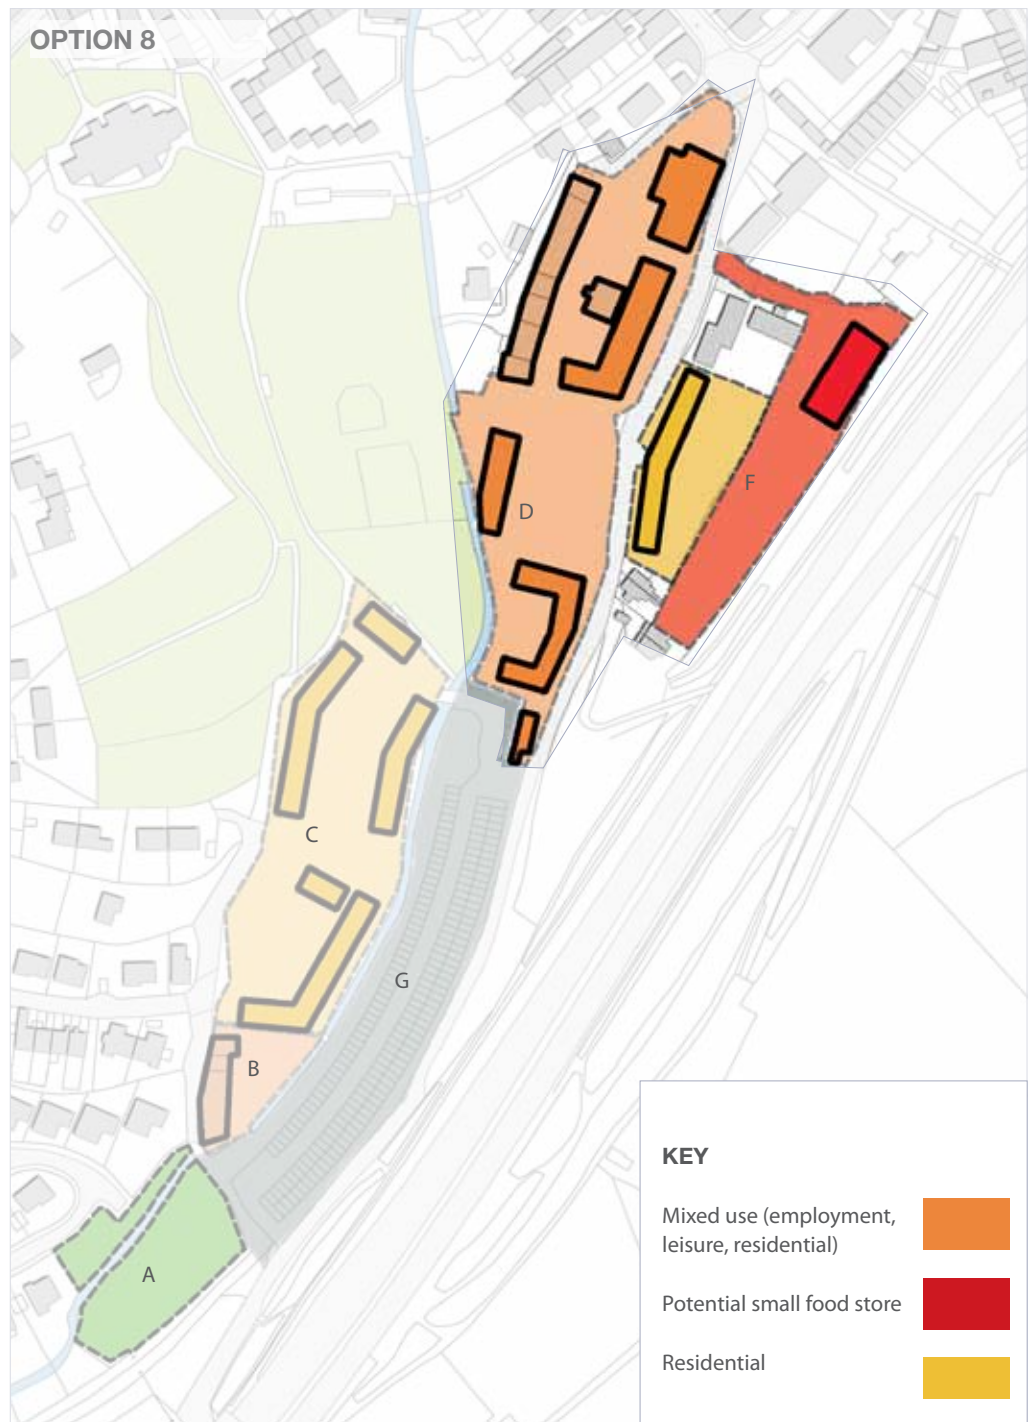 OPTION 8
D
F
C
G
B
A
KEY
Mixed use (employment,
leisure, residential)
Potential small food store
Residential